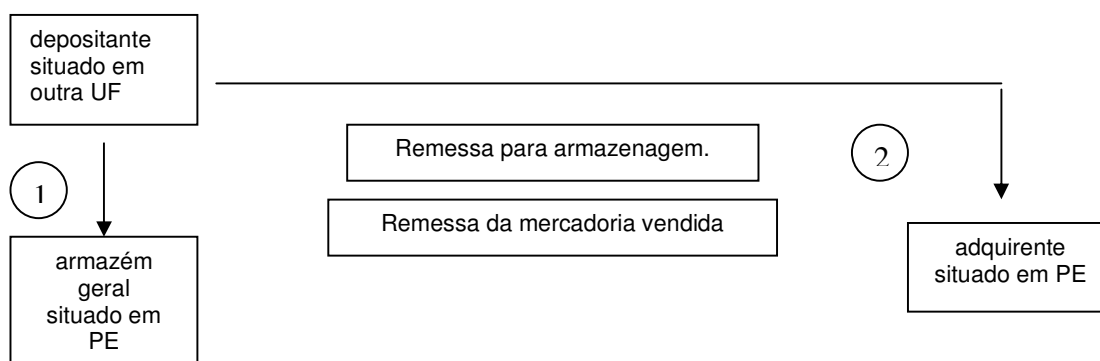 depositante
situado em
outra UF
Remessa para armazenagem.
2
1
Remessa da mercadoria vendida
armazém
geral
situado em
PE
adquirente
situado em PE